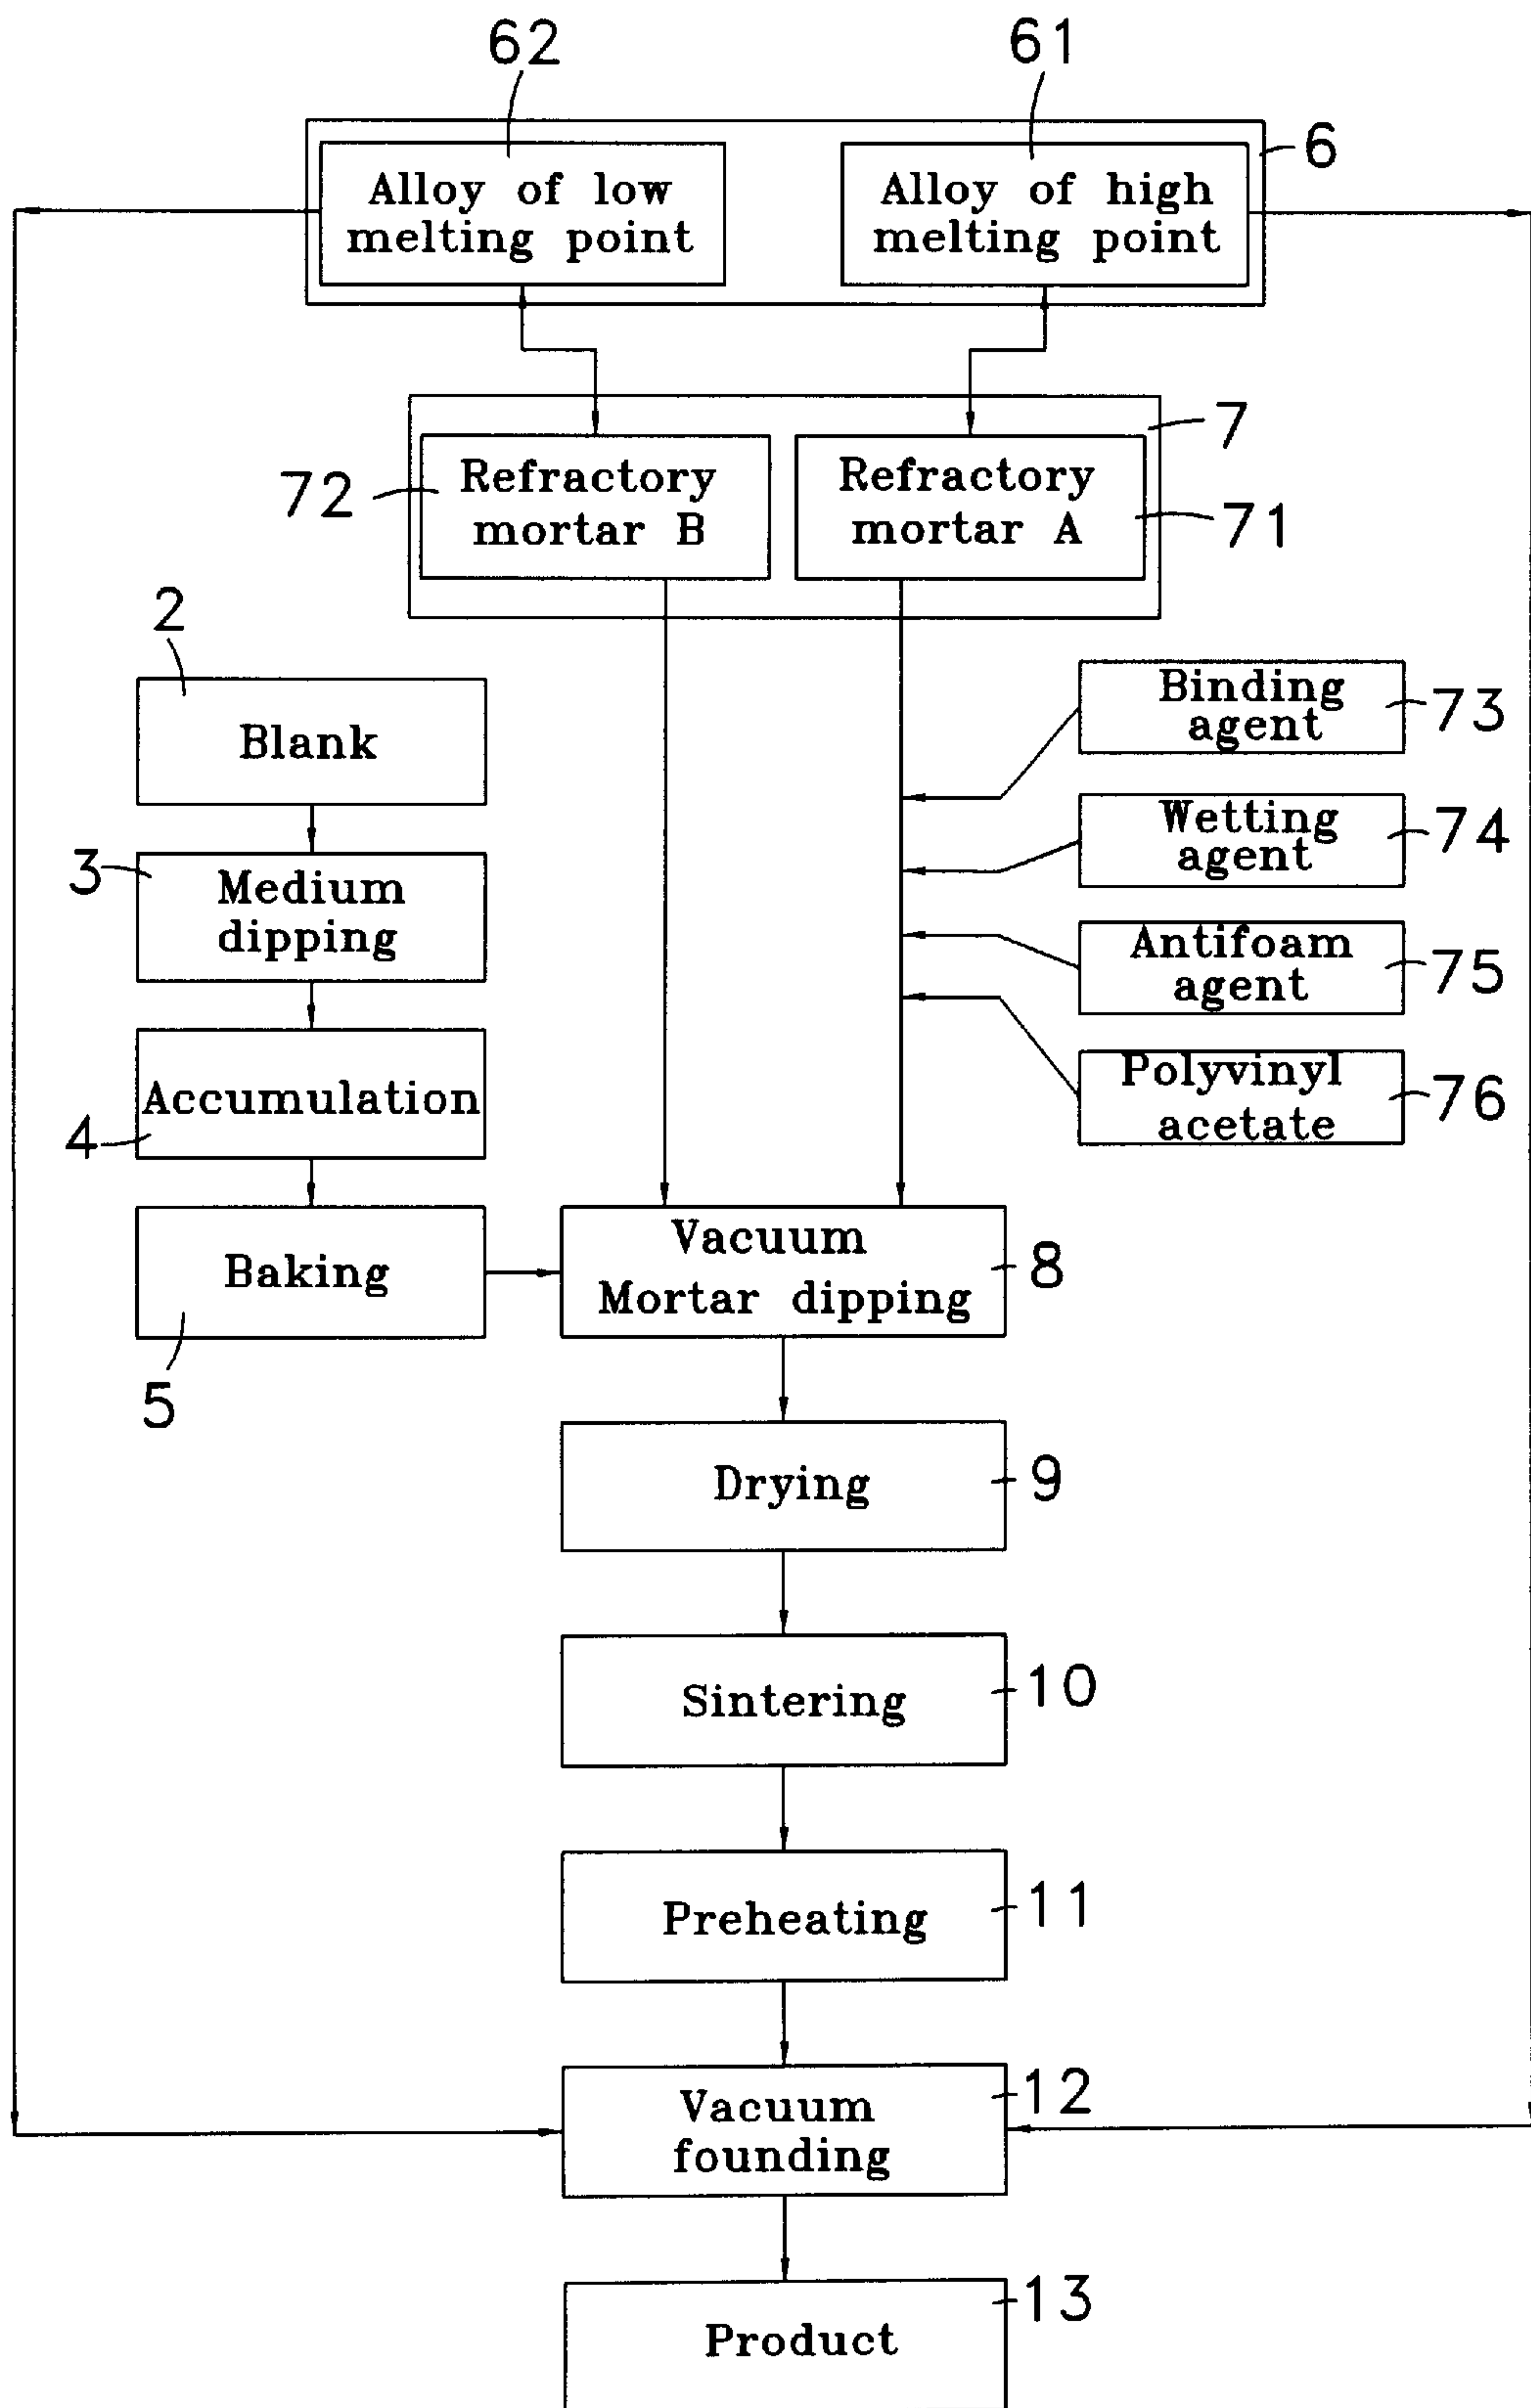 62
61
6
Alloy of low
melting point
Alloy of high
melting point
7
72
Refractory
mortar B
Refractory
mortar A
71
2
Blank
Binding
agent
73
3
Medium
dipping
Wetting
agent
74
Antifoam
agent
75
4
Accumulation
Polyvinyl
acetate
76
Baking
5
Vacuum
Mortar dipping
8
Drying
9
Sintering
10
Preheating
11
Vacuum
founding
12
Product
13